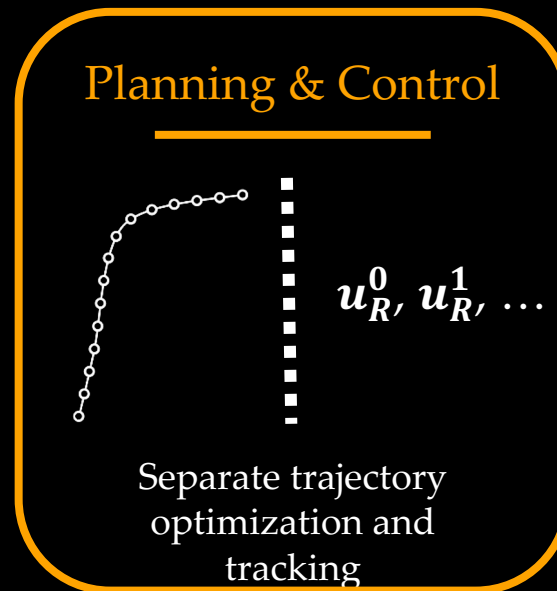 Planning & Control
𝒖_R^0, 𝒖_R^1, …
Separate trajectory
optimization and
tracking